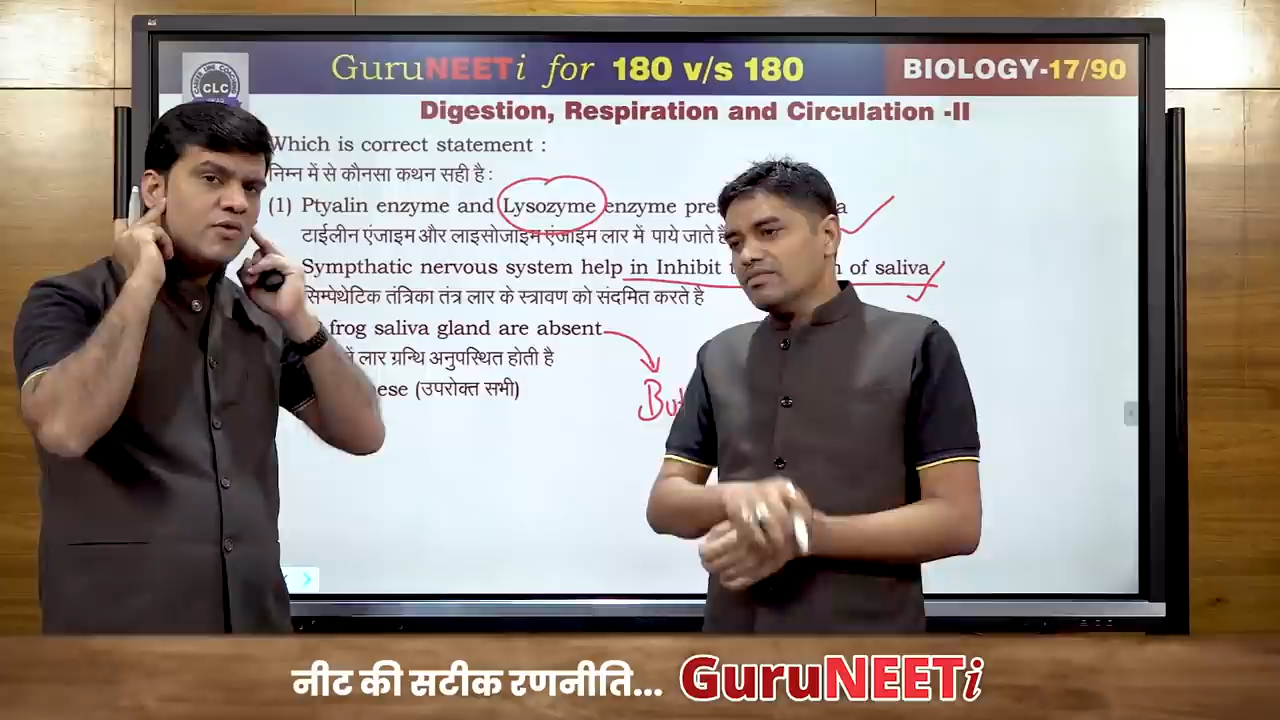 GuruNEETi for 180 v/s 180
BIOLOGY-17/90
CLC
Digestion, Respiration and Circulation -II
Which is correct statement :
निम्न में से कौनसा कथन सही है :
(1) Ptyalin enzyme and Lysozyme enzyme
टाईलीन एंजाइम और लाइसोजाइम एंजाइम लार में पाये जाते
Sympthatic nervous system help in Inhibit of saliva
सिम्पेथेटिक तंत्रिका तंत्र लार के स्त्रावण को संदमित करते है
frog saliva gland are absent
में लार ग्रन्थि अनुपस्थित होती है
(उपरोक्त सभी)
नीट की सटीक रणनीति... GuruNEETi